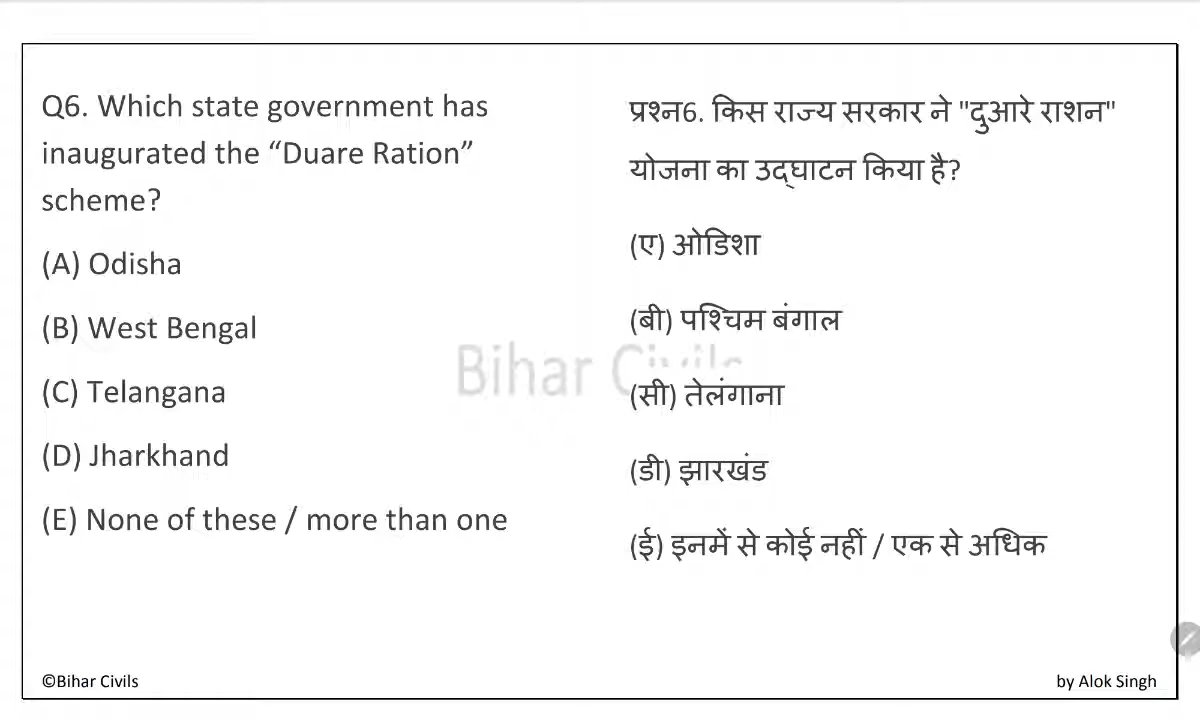 Q6. Which state government has
inaugurated the “Duare Ration”
scheme?
(A) Odisha
(B) West Bengal
(C) Telangana
(D) Jharkhand
(E) None of these / more than one
प्रश्न6. किस राज्य सरकार ने "दुआरे राशन"
योजना का उद्घाटन किया है?
(ए) ओडिशा
(बी) पश्चिम बंगाल
(सी) तेलंगाना
(डी) झारखंड
(ई) इनमें से कोई नहीं / एक से अधिक
Bihar Civils
©Bihar Civils
by Alok Singh